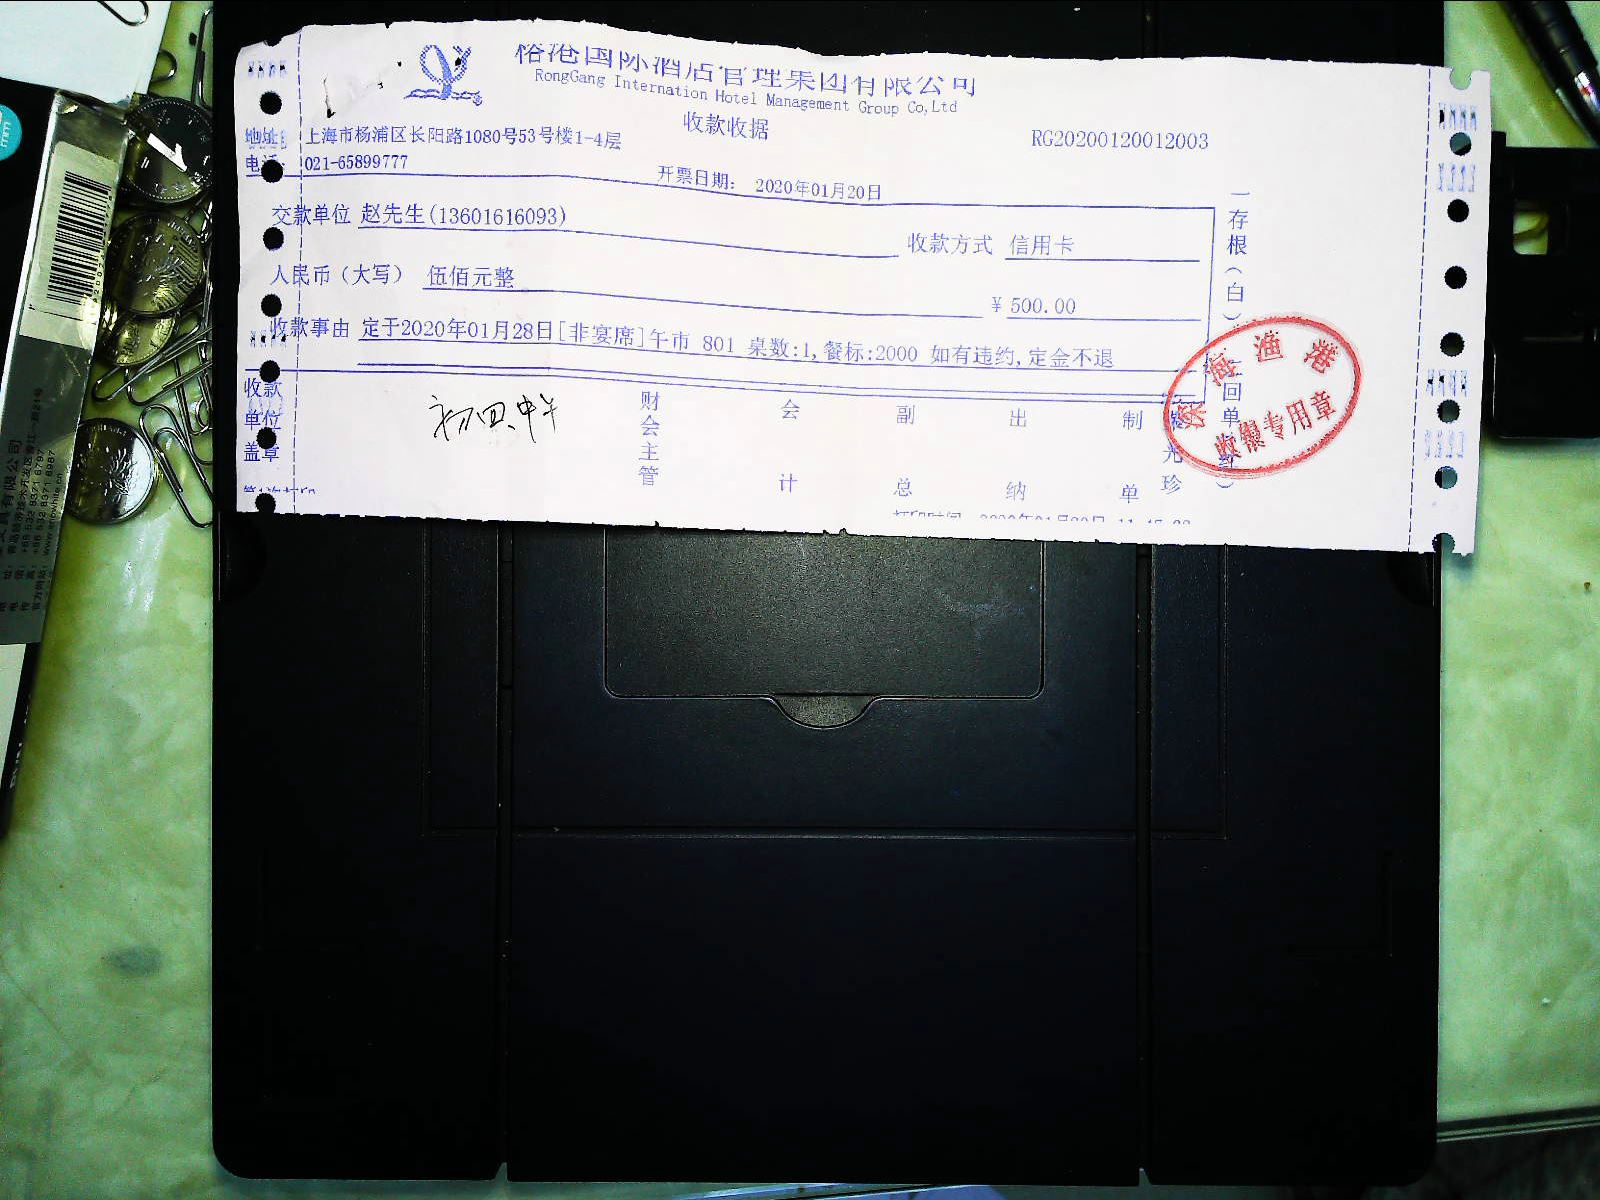 裕港国际酒店管理集团有限公司
RongGang Internation Hotel Management Group Co,Ltd
收款收据
RG20200120012003
地址: 上海市杨浦区长阳路1080号53号楼1-4层
电话: 021-65899777
开票日期: 2020年01月20日
交款单位 赵先生(13601616093)
收款方式 信用卡
人民币（大写） 伍佰元整
¥ 500.00
收款事由 定于2020年01月28日[非宴席]午市 801 桌数:1,餐标:2000 如有违约,定金不退
一存根(白)
回单(红)
收款单位盖章
初四、中午
财会主管
会计
副总
出纳
制单
深海渔港
收银专用章